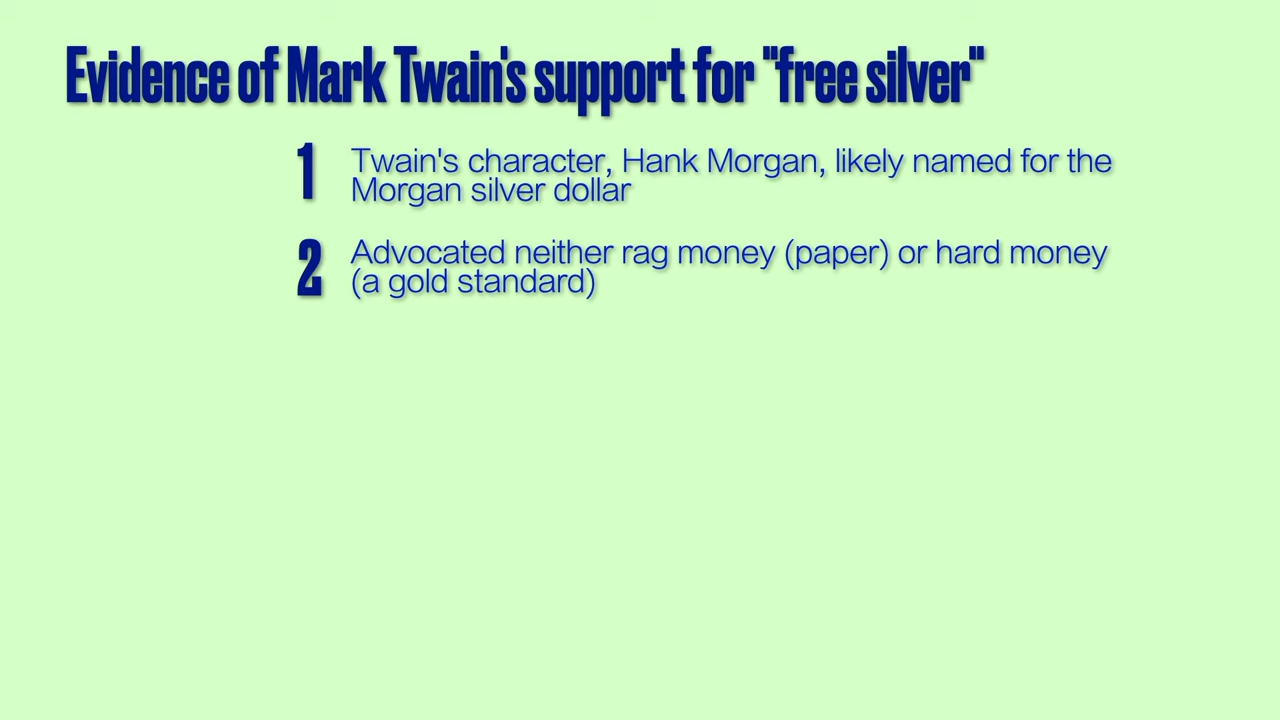 Evidence of Mark Twain's support for "free silver"
1 Twain's character, Hank Morgan, likely named for the
Morgan silver dollar
2 Advocated neither rag money (paper) or hard money
(a gold standard)